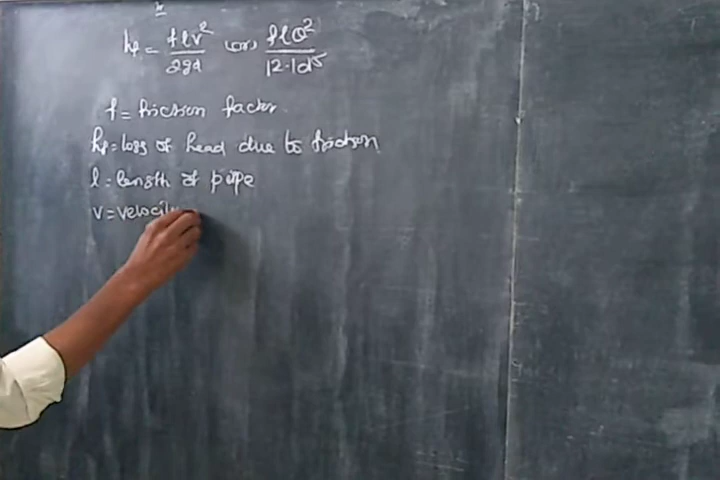 hf = flv²/2gd (or) flQ²/12.1d⁵
f = friction factor
hf = loss of head due to friction
l = length of pipe
v = velocity